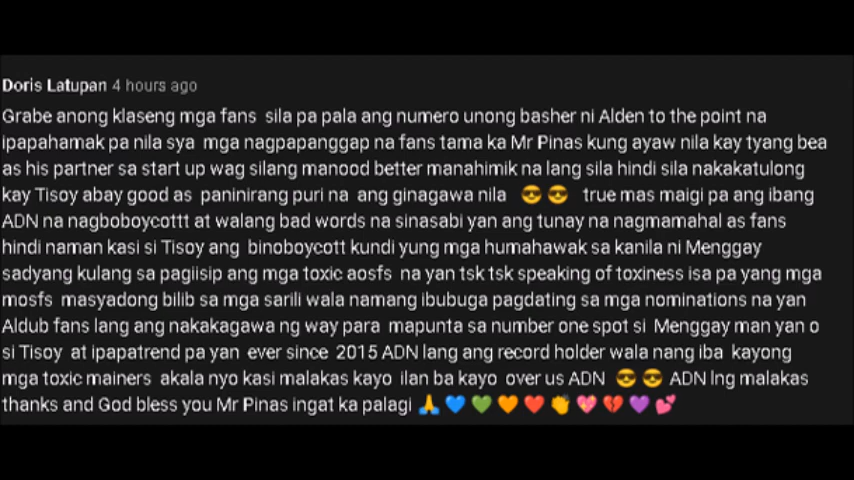 Doris Latupan 4 hours ago
Grabe anong klaseng mga fans sila pa pala ang numero unong basher ni Alden to the point na
ipapahamak pa nila sya mga nagpapanggap na fans tama ka Mr Pinas kung ayaw nila kay tyang bea
as his partner sa start up wag silang manood better manahimik na lang sila hindi sila nakakatulong
kay Tisoy abay good as paninirang puri na ang ginagawa nila 😎 😎 true mas maigi pa ang ibang
ADN na nagboboycottt at walang bad words na sinasabi yan ang tunay na nagmamahal as fans
hindi naman kasi si Tisoy ang binoboycott kundi yung mga humahawak sa kanila ni Menggay
sadyang kulang sa pagiisip ang mga toxic aosfs na yan tsk tsk speaking of toxiness isa pa yang mga
mosfs masyadong bilib sa mga sarili wala namang ibubuga pagdating sa mga nominations na yan
Aldub fans lang ang nakakagawa ng way para mapunta sa number one spot si Menggay man yan o
si Tisoy at ipapatrend pa yan ever since 2015 ADN lang ang record holder wala nang iba kayong
mga toxic mainers akala nyo kasi malakas kayo ilan ba kayo over us ADN 😎 😎 ADN lng malakas
thanks and God bless you Mr Pinas ingat ka palagi 🙏 💙 💚 🧡 ❤️ 👏 💖 💔 💜 💕